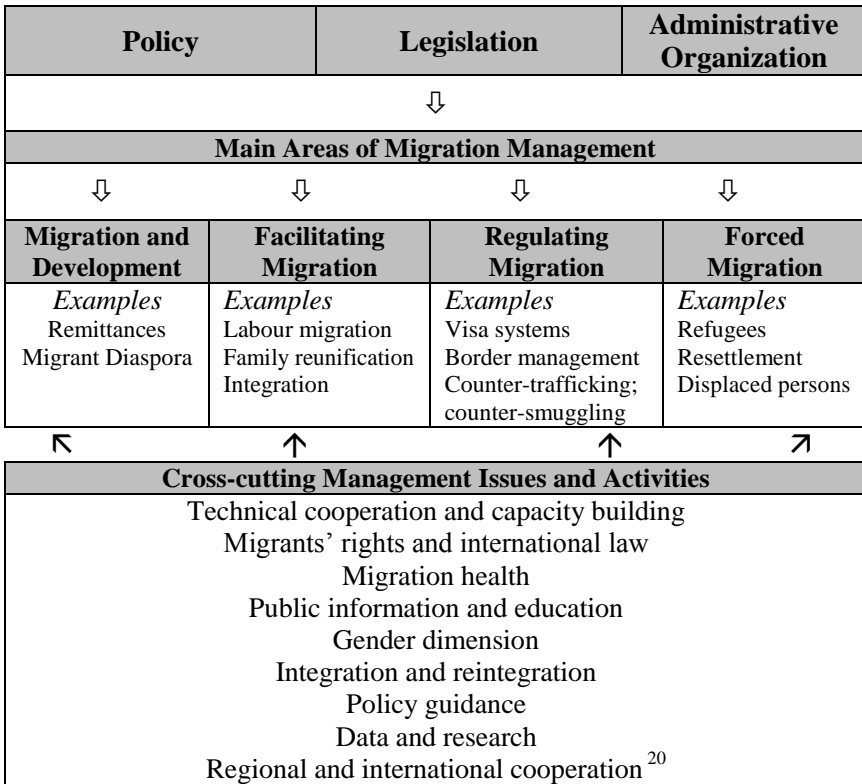 Policy
Legislation
Administrative
Organization
⇩
Main Areas of Migration Management
⇩ ⇩ ⇩ ⇩
Migration and
Development
Facilitating
Migration
Regulating
Migration
Forced
Migration
Examples
Remittances
Migrant Diaspora
Examples
Labour migration
Family reunification
Integration
Examples
Visa systems
Border management
Counter-trafficking;
counter-smuggling
Examples
Refugees
Resettlement
Displaced persons
↖ ↑ ↑ ↗
Cross-cutting Management Issues and Activities
Technical cooperation and capacity building
Migrants’ rights and international law
Migration health
Public information and education
Gender dimension
Integration and reintegration
Policy guidance
Data and research
Regional and international cooperation 20